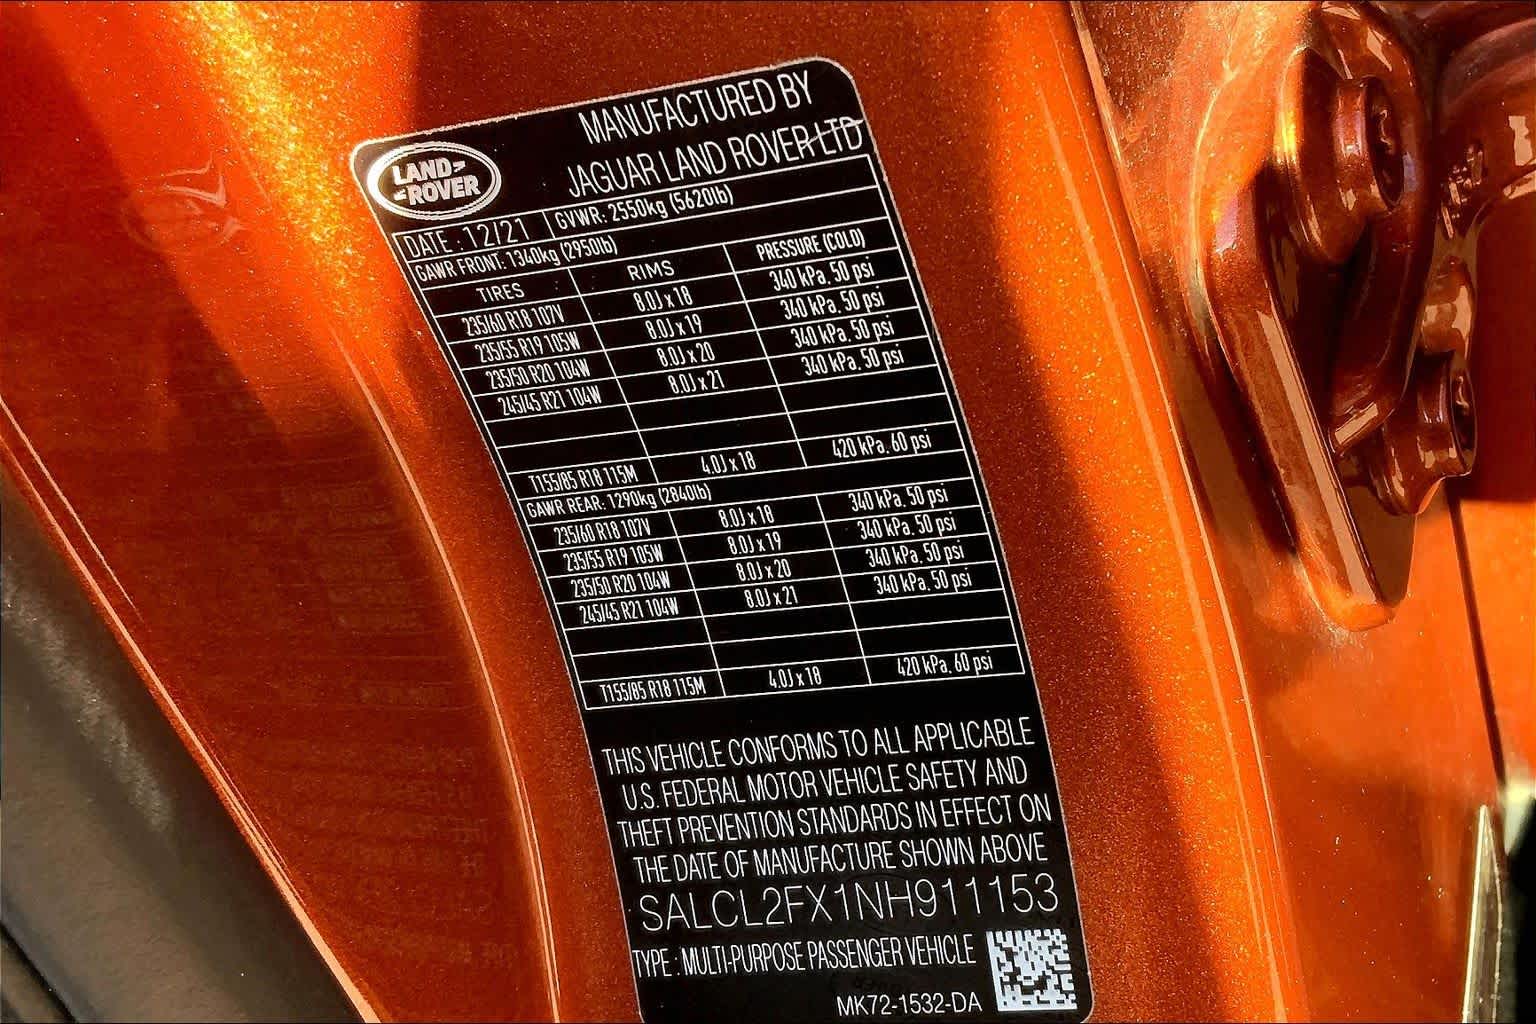 LAND ROVER
MANUFACTURED BY
JAGUAR LAND ROVER LTD
DATE : 12/21 GVWR: 2550kg (5620lb)
GAWR FRONT: 1340kg (2950lb)
TIRES RIMS PRESSURE (COLD)
235/60 R18 107V 8.0J x 18 340 kPa, 50 psi
235/55 R19 105W 8.0J x 19 340 kPa, 50 psi
235/50 R20 104W 8.0J x 20 340 kPa, 50 psi
245/45 R21 104W 8.0J x 21 340 kPa, 50 psi
T155/85 R18 115M 4.0J x 18 420 kPa, 60 psi
GAWR REAR: 1290kg (2840lb)
235/60 R18 107V 8.0J x 18 340 kPa, 50 psi
235/55 R19 105W 8.0J x 19 340 kPa, 50 psi
235/50 R20 104W 8.0J x 20 340 kPa, 50 psi
245/45 R21 104W 8.0J x 21 340 kPa, 50 psi
T155/85 R18 115M 4.0J x 18 420 kPa, 60 psi
THIS VEHICLE CONFORMS TO ALL APPLICABLE
U.S. FEDERAL MOTOR VEHICLE SAFETY AND
THEFT PREVENTION STANDARDS IN EFFECT ON
THE DATE OF MANUFACTURE SHOWN ABOVE
SALCL2FX1NH911153
TYPE : MULTI-PURPOSE PASSENGER VEHICLE
MK72-1532-DA